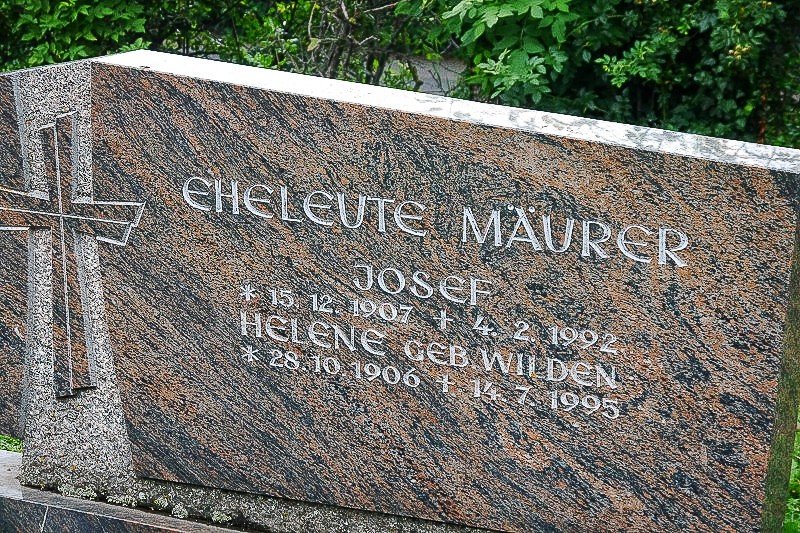 EHELEUTE MÄURER
JOSEF
* 15. 12. 1907 + 4. 2. 1992
HELENE GEB. WILDEN
* 28. 10. 1906 + 14. 7. 1995